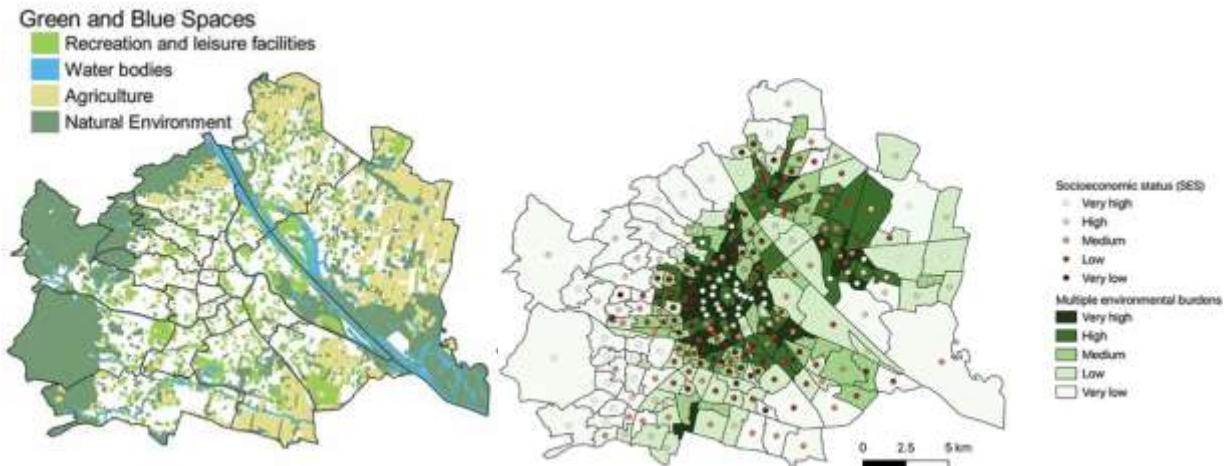 Green and Blue Spaces
Recreation and leisure facilities
Water bodies
Agriculture
Natural Environment
Socioeconomic status (SES)
Very high
High
Medium
Low
Very low
Multiple environmental burdens
Very high
High
Medium
Low
Very low
0 2.5 5 km